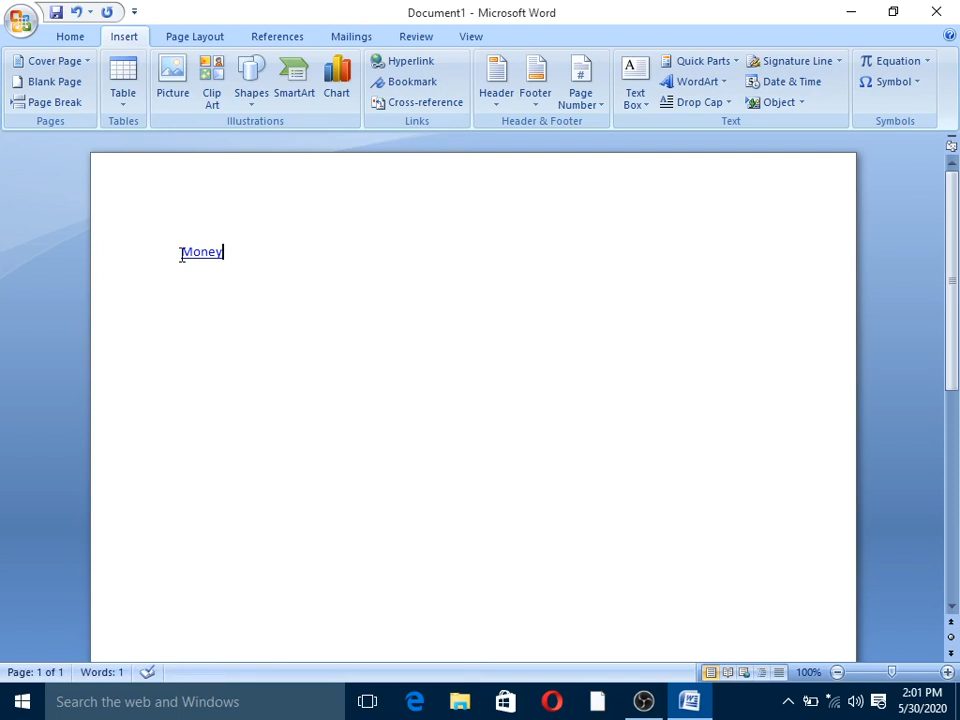 Document1 - Microsoft Word
Home Insert Page Layout References Mailings Review View
Cover Page
Blank Page
Page Break
Pages
Table
Tables
Picture
Clip
Art
Shapes
SmartArt
Chart
Illustrations
Hyperlink
Bookmark
Cross-reference
Links
Header
Footer
Page
Number
Header & Footer
Text
Box
Quick Parts
WordArt
Drop Cap
Signature Line
Date & Time
Object
Text
π Equation
Ω Symbol
Symbols
Money
Page: 1 of 1 Words: 1 100%
Search the web and Windows
2:01 PM
5/30/2020